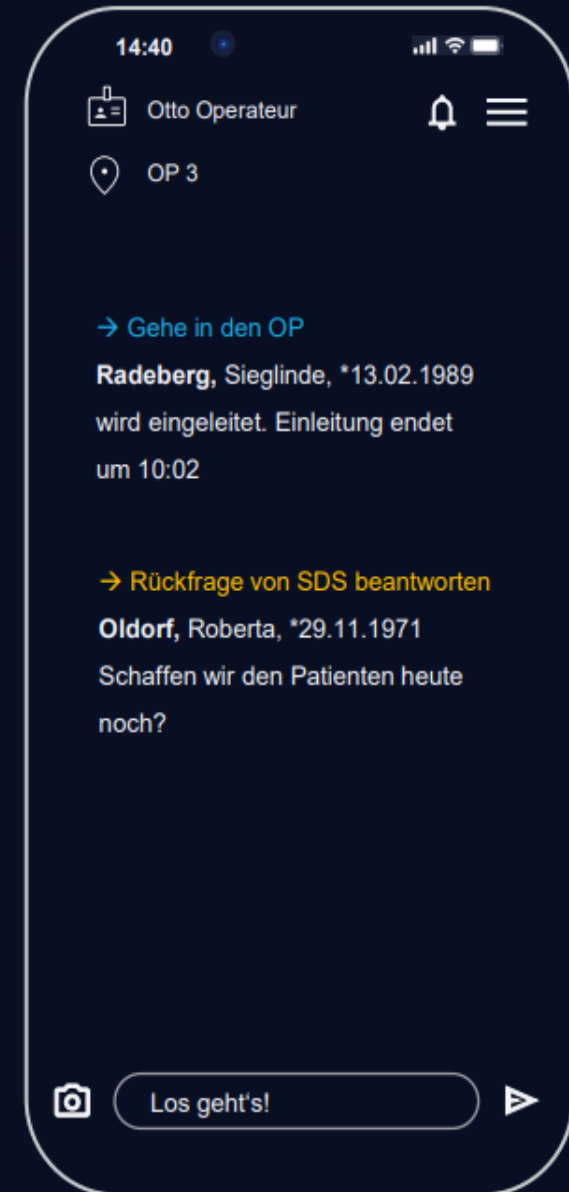 14:40
Otto Operateur
OP 3
→ Gehe in den OP
Radeberg, Sieglinde, *13.02.1989
wird eingeleitet. Einleitung endet
um 10:02
→ Rückfrage von SDS beantworten
Oldorf, Roberta, *29.11.1971
Schaffen wir den Patienten heute
noch?
Los geht‘s!